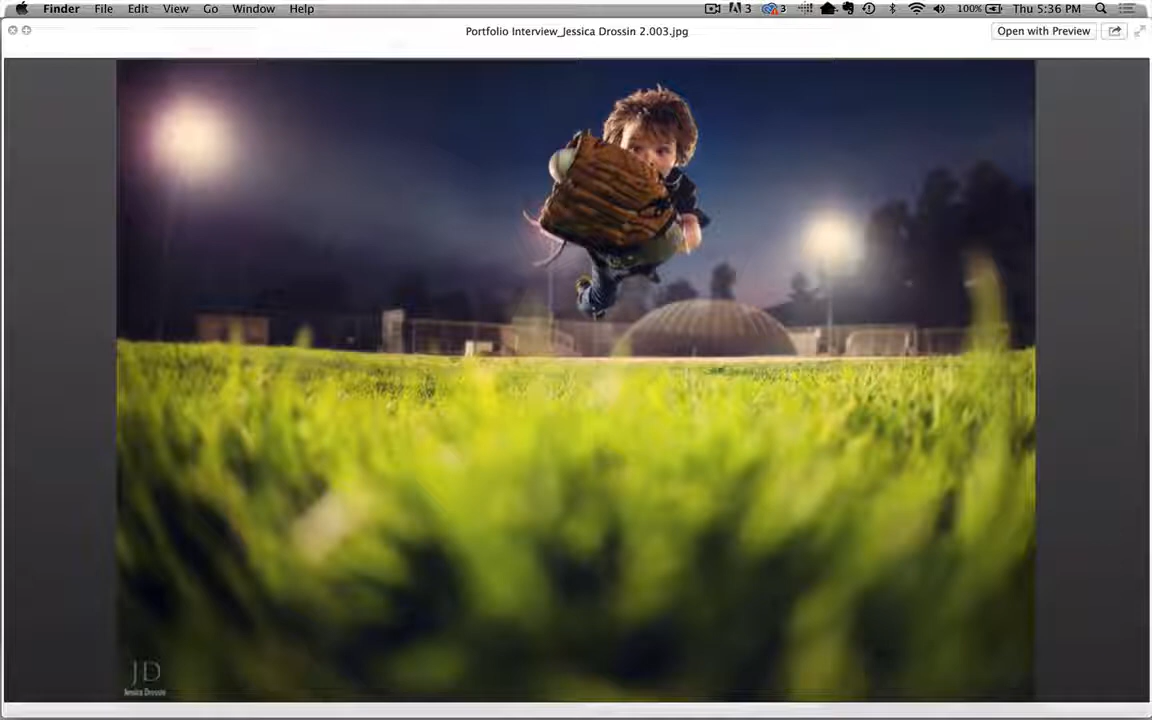 Finder File Edit View Go Window Help 3 3 100% Thu 5:36 PM
Portfolio Interview_Jessica Drossin 2.003.jpg Open with Preview
JD
Jessica Drossin